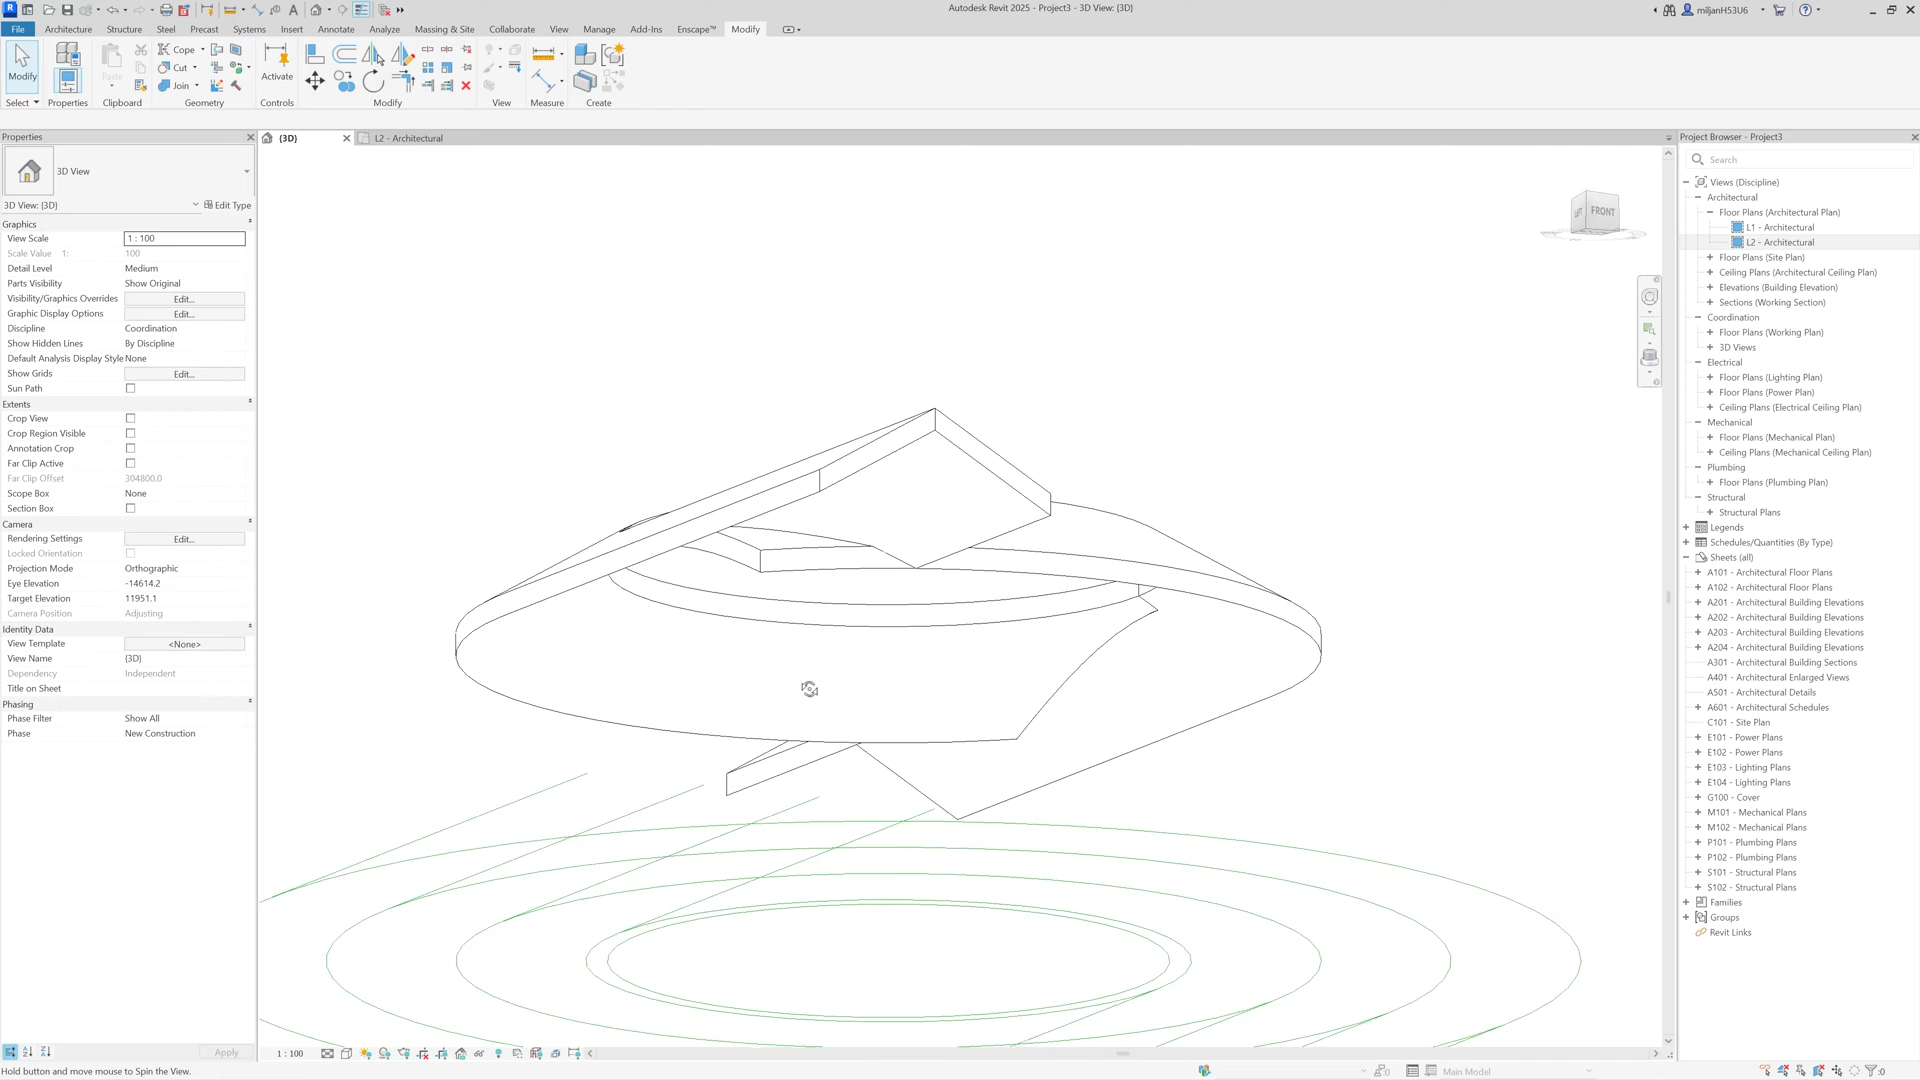 Autodesk Revit 2025 - Project3 - 3D View: {3D}
miljanH53U6
File Architecture Structure Steel Precast Systems Insert Annotate Analyze Massing & Site Collaborate View Manage Add-Ins Enscape™ Modify
Modify
Select
Properties
Paste
Clipboard
Cope
Cut
Join
Geometry
Activate
Controls
Modify
View
Measure
Create
Properties
3D View
3D View: {3D}
Edit Type
Graphics
View Scale 1 : 100
Scale Value 1: 100
Detail Level Medium
Parts Visibility Show Original
Visibility/Graphics Overrides Edit...
Graphic Display Options Edit...
Discipline Coordination
Show Hidden Lines By Discipline
Default Analysis Display Style None
Show Grids Edit...
Sun Path
Extents
Crop View
Crop Region Visible
Annotation Crop
Far Clip Active
Far Clip Offset 304800.0
Scope Box None
Section Box
Camera
Rendering Settings Edit...
Locked Orientation
Projection Mode Orthographic
Eye Elevation -14614.2
Target Elevation 11951.1
Camera Position Adjusting
Identity Data
View Template <None>
View Name {3D}
Dependency Independent
Title on Sheet
Phasing
Phase Filter Show All
Phase New Construction
Apply
{3D}
L2 - Architectural
FRONT
1 : 100
Project Browser - Project3
Search
Views (Discipline)
Architectural
Floor Plans (Architectural Plan)
L1 - Architectural
L2 - Architectural
Floor Plans (Site Plan)
Ceiling Plans (Architectural Ceiling Plan)
Elevations (Building Elevation)
Sections (Working Section)
Coordination
Floor Plans (Working Plan)
3D Views
Electrical
Floor Plans (Lighting Plan)
Floor Plans (Power Plan)
Ceiling Plans (Electrical Ceiling Plan)
Mechanical
Floor Plans (Mechanical Plan)
Ceiling Plans (Mechanical Ceiling Plan)
Plumbing
Floor Plans (Plumbing Plan)
Structural
Structural Plans
Legends
Schedules/Quantities (By Type)
Sheets (all)
A101 - Architectural Floor Plans
A102 - Architectural Floor Plans
A201 - Architectural Building Elevations
A202 - Architectural Building Elevations
A203 - Architectural Building Elevations
A204 - Architectural Building Elevations
A301 - Architectural Building Sections
A401 - Architectural Enlarged Views
A501 - Architectural Details
A601 - Architectural Schedules
C101 - Site Plan
E101 - Power Plans
E102 - Power Plans
E103 - Lighting Plans
E104 - Lighting Plans
G100 - Cover
M101 - Mechanical Plans
M102 - Mechanical Plans
P101 - Plumbing Plans
P102 - Plumbing Plans
S101 - Structural Plans
S102 - Structural Plans
Families
Groups
Revit Links
Hold button and move mouse to Spin the View.
:0
Main Model
:0